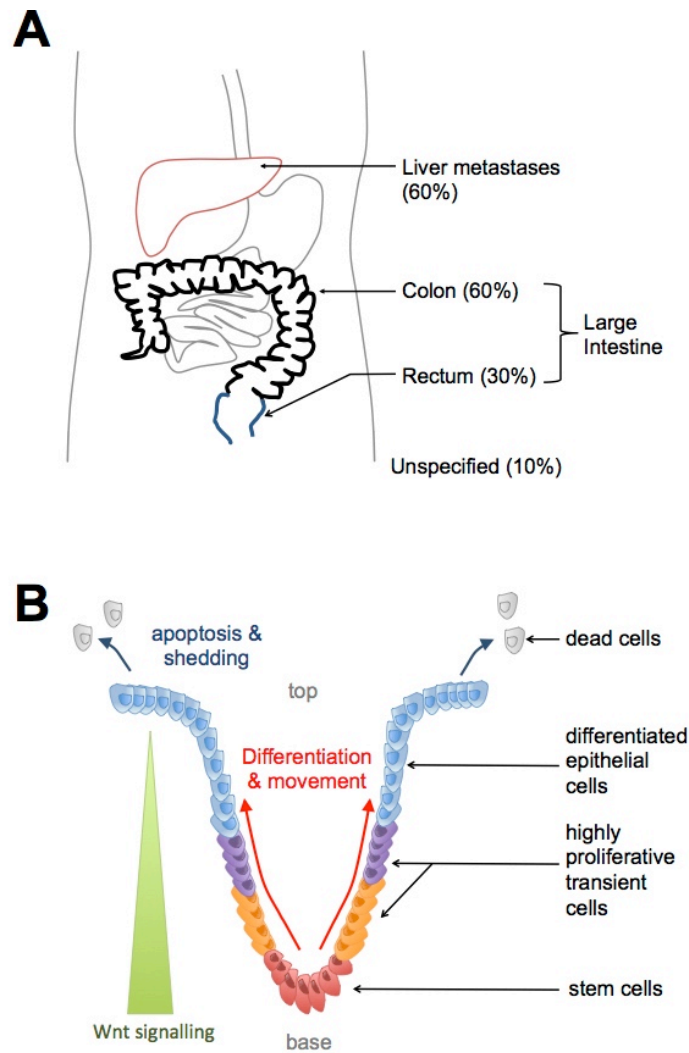 A
Liver metastases
(60%)
Colon (60%)
Large
Intestine
Rectum (30%)
Unspecified (10%)
B
apoptosis &
shedding
dead cells
top
Differentiation
& movement
differentiated
epithelial
cells
highly
proliferative
transient
cells
stem cells
Wnt signalling
base